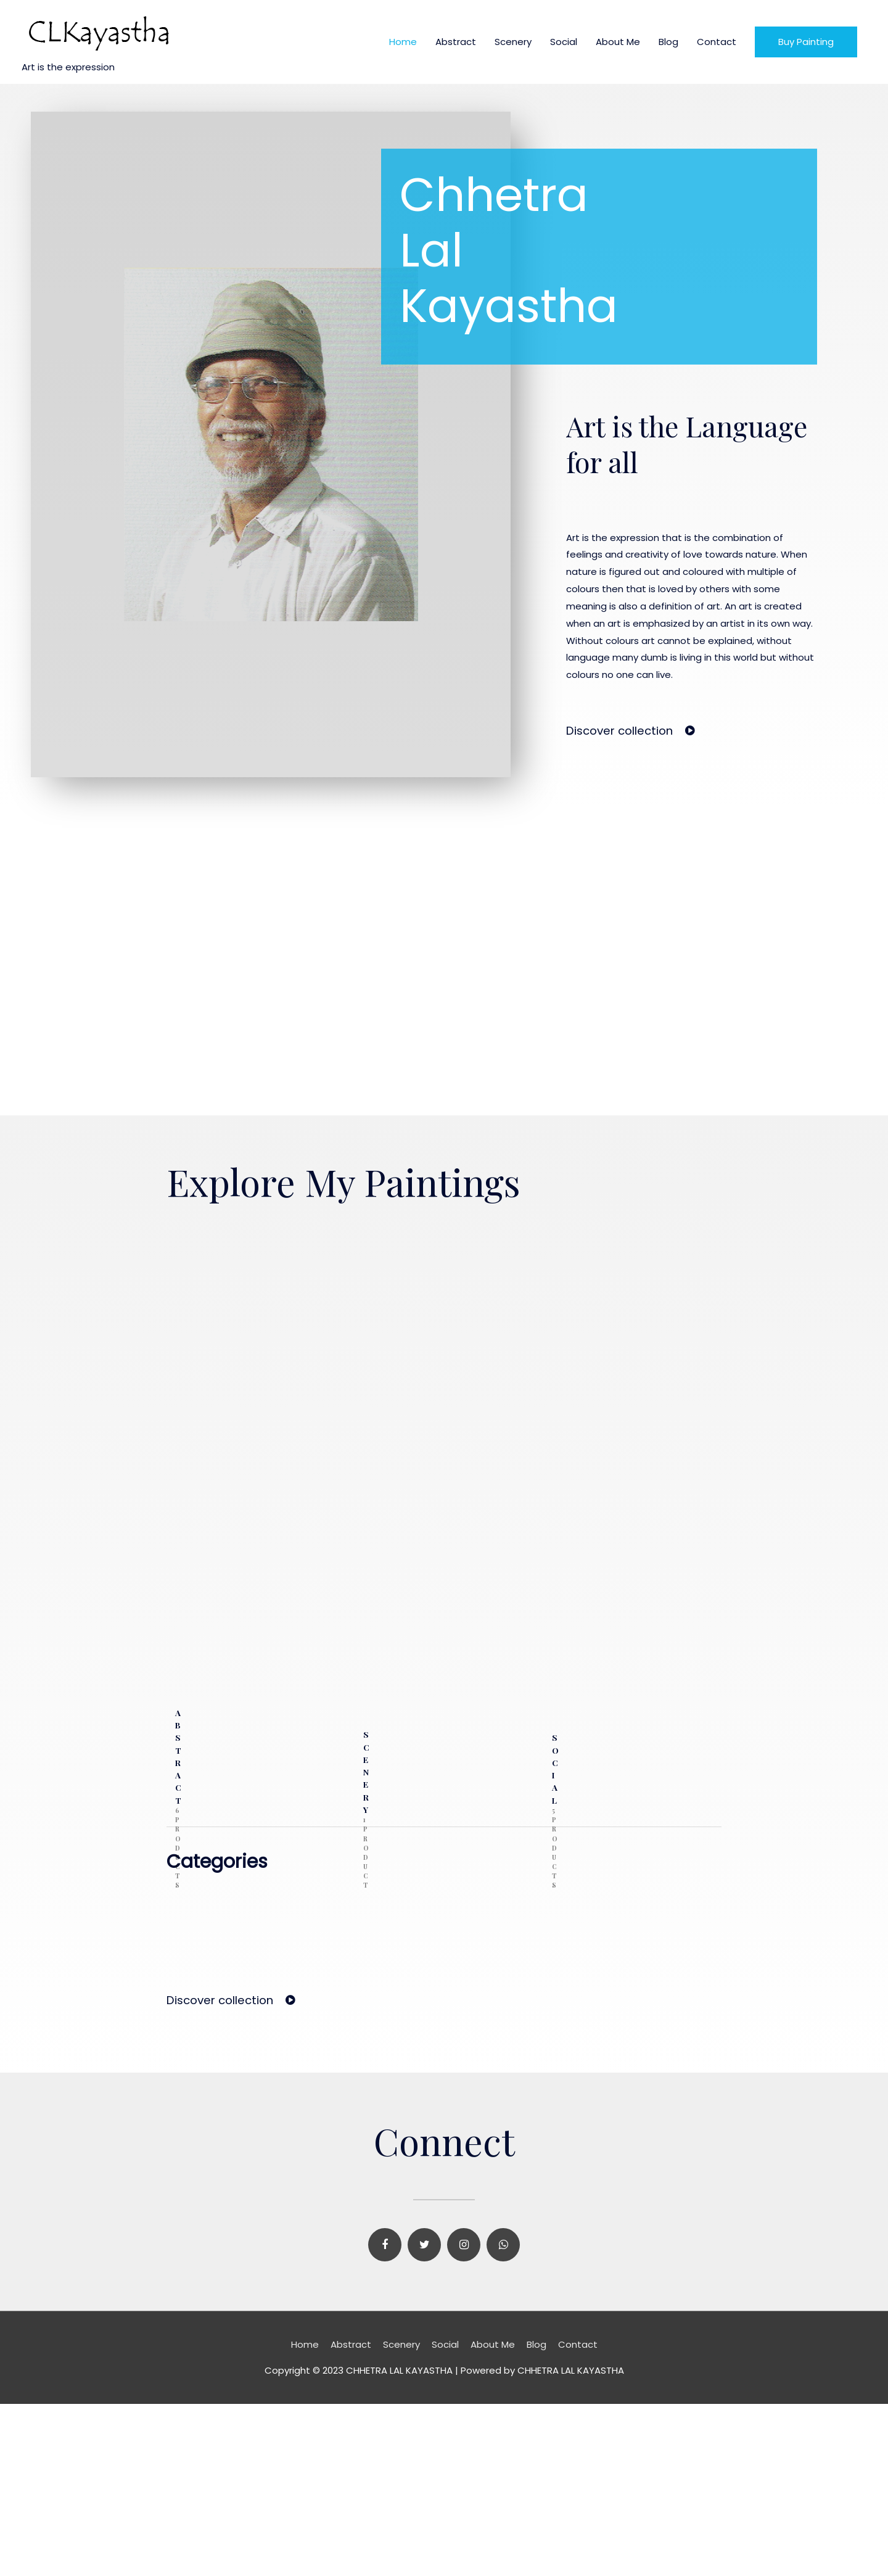 CLKayastha
Art is the expression
Home Abstract Scenery Social About Me Blog Contact Buy Painting
Chhetra
Lal
Kayastha
Art is the Language
for all
Art is the expression that is the combination of
feelings and creativity of love towards nature. When
nature is figured out and coloured with multiple of
colours then that is loved by others with some
meaning is also a definition of art. An art is created
when an art is emphasized by an artist in its own way.
Without colours art cannot be explained, without
language many dumb is living in this world but without
colours no one can live.
Discover collection
Explore My Paintings
ABSTRACT
6 PRODUCTS
SCENERY
1 PRODUCT
SOCIAL
5 PRODUCTS
Categories
Discover collection
Connect
Home Abstract Scenery Social About Me Blog Contact
Copyright © 2023 CHHETRA LAL KAYASTHA | Powered by CHHETRA LAL KAYASTHA